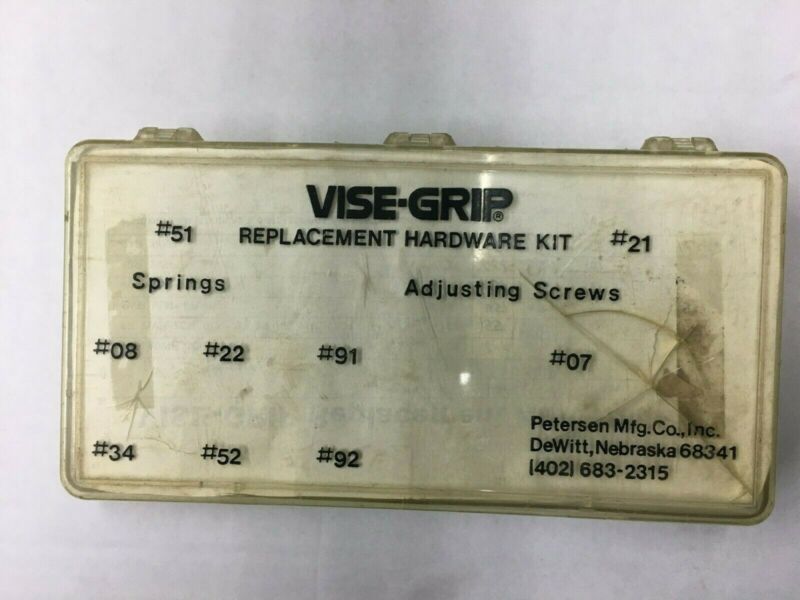 VISE-GRIP®
#51 REPLACEMENT HARDWARE KIT #21
Springs Adjusting Screws
#08 #22 #91 #07
Petersen Mfg. Co., Inc.
DeWitt, Nebraska 68341
#34 #52 #92 (402) 683-2315